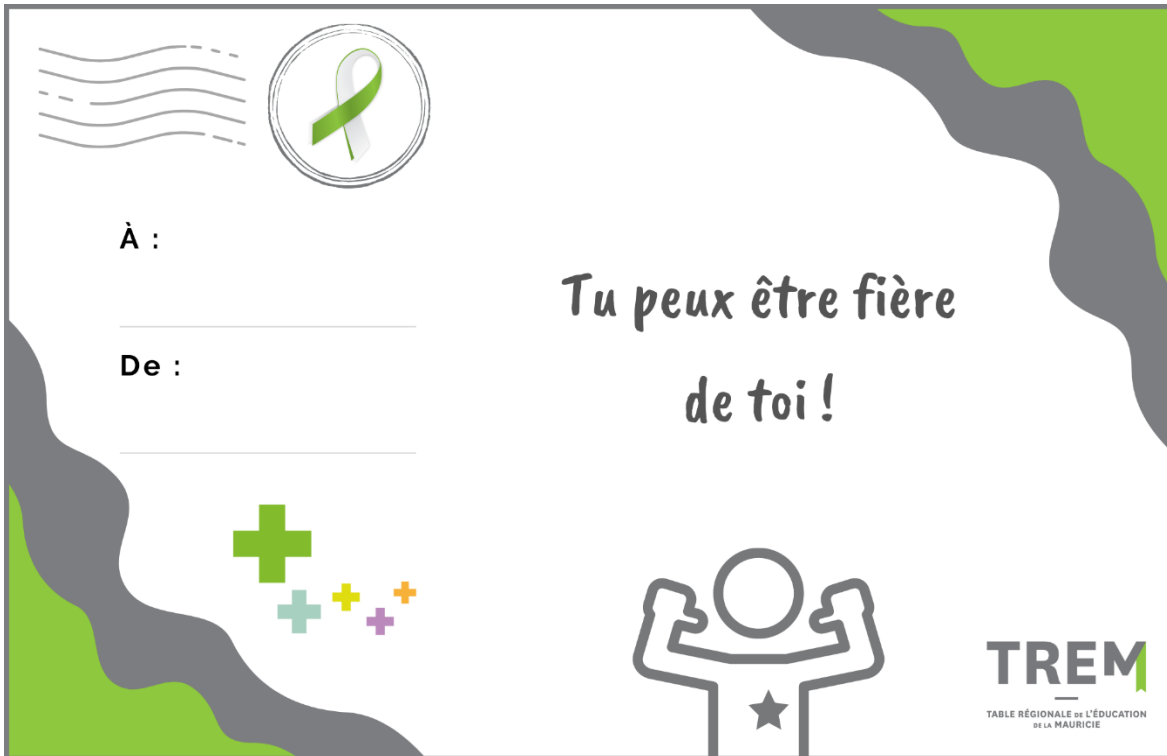 À :
De :
Tu peux être fière
de toi !
TREM
TABLE RÉGIONALE DE L'ÉDUCATION
DE LA MAURICIE